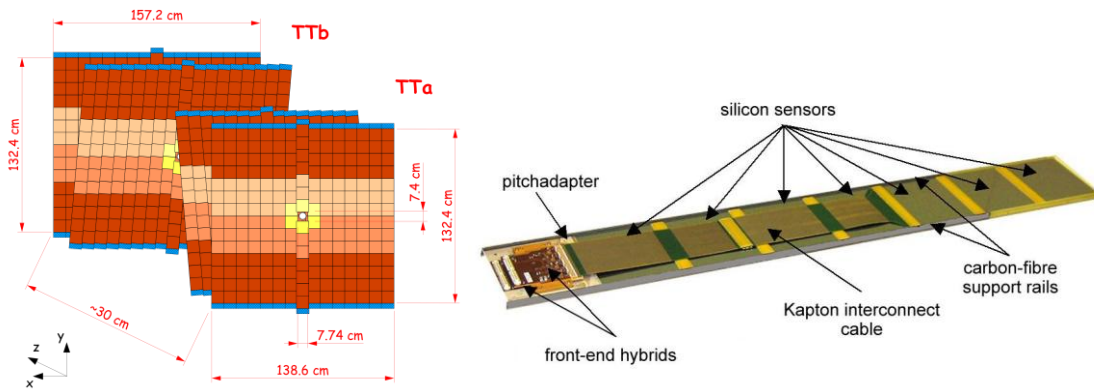 157.2 cm
TTb
TTa
132.4 cm
7.4 cm
132.4 cm
~30 cm
7.74 cm
138.6 cm
y
z
x
silicon sensors
pitchadapter
carbon-fibre
support rails
Kapton interconnect
cable
front-end hybrids